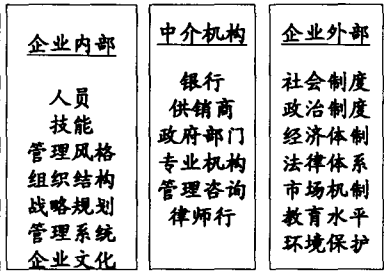 企业内部
人员
技能
管理风格
组织结构
战略规划
管理系统
企业文化
中介机构
银行
供销商
政府部门
专业机构
管理咨询
律师行
企业外部
社会制度
政治制度
经济体制
法律体系
市场机制
教育水平
环境保护